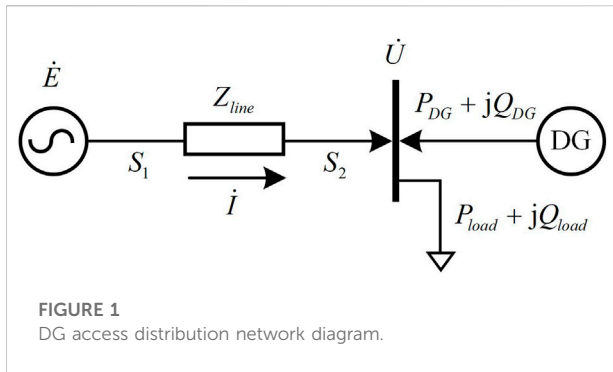 Ė
U̇
Z_line
P_DG + jQ_DG
DG
S_1
S_2
İ
P_load + jQ_load
FIGURE 1
DG access distribution network diagram.